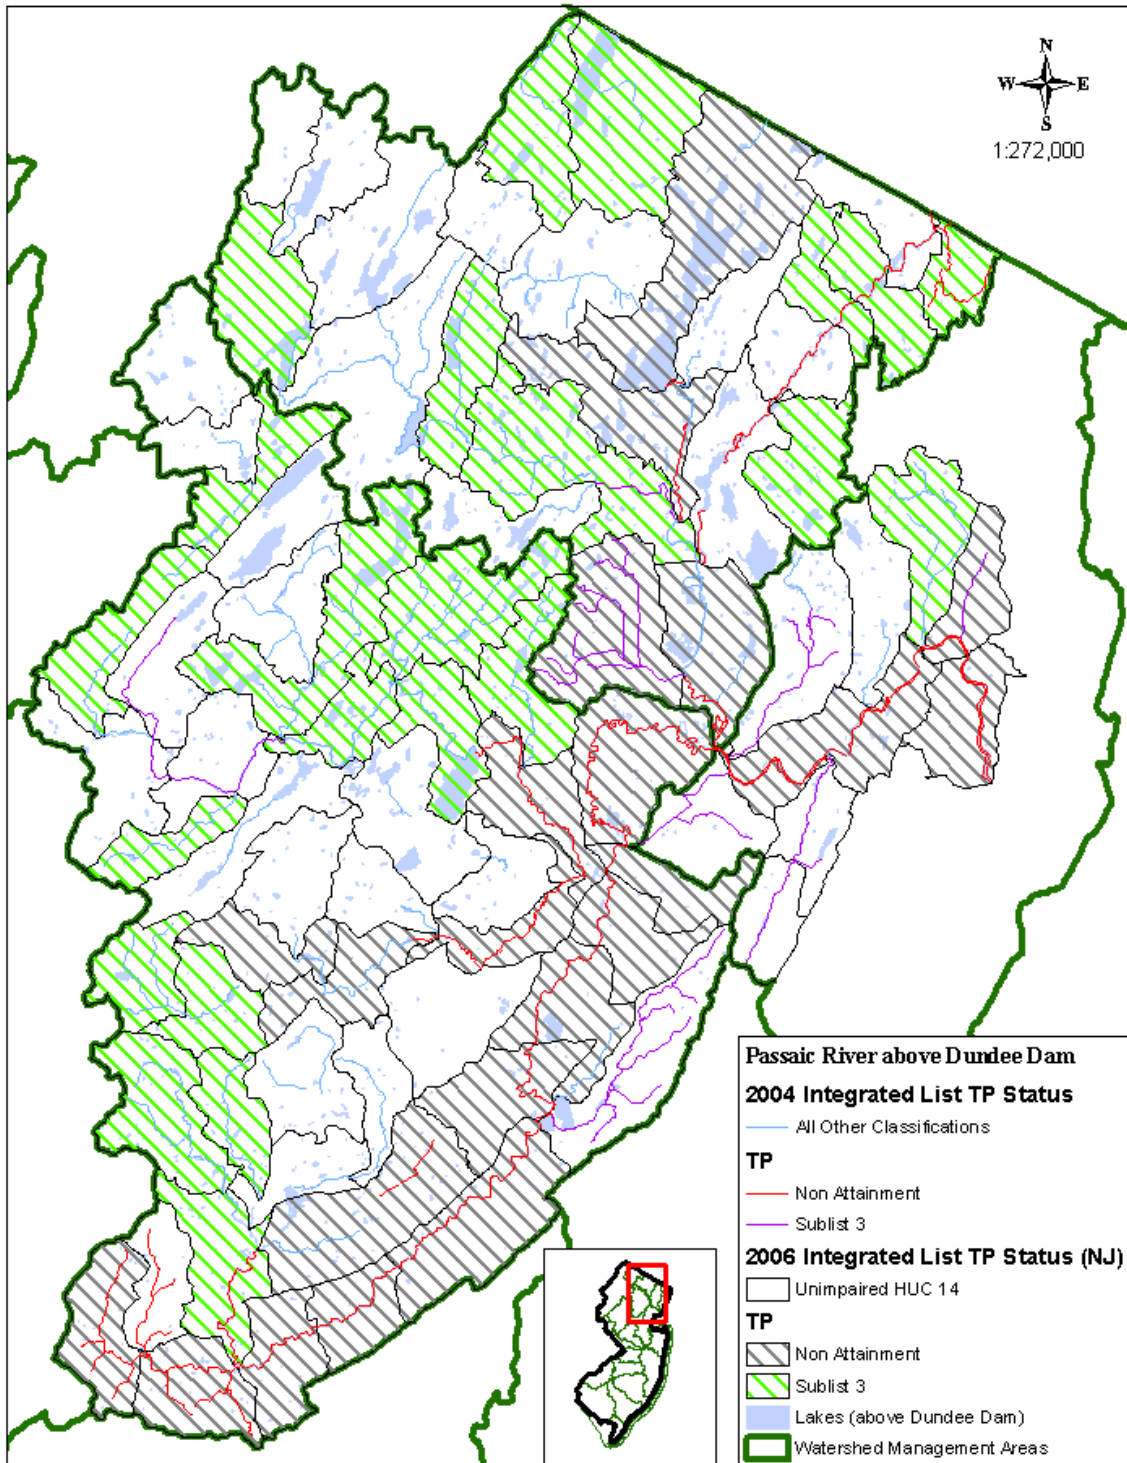 N
W E
S
1:272,000
Passaic River above Dundee Dam
2004 Integrated List TP Status
All Other Classifications
TP
Non Attainment
Sublist 3
2006 Integrated List TP Status (NJ)
Unimpaired HUC 14
TP
Non Attainment
Sublist 3
Lakes (above Dundee Dam)
Watershed Management Areas